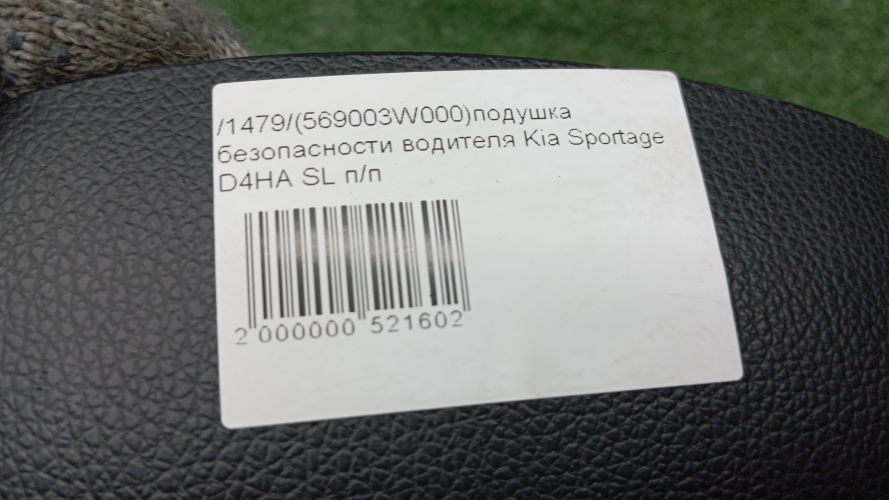 /1479/(569003W000)подушка
безопасности водителя Kia Sportage
D4HA SL п/п
2 000000 521602